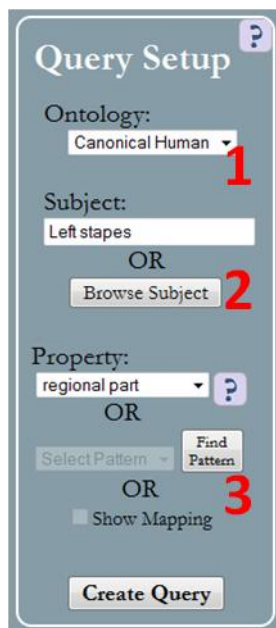 ?
Query Setup
Ontology:
Canonical Human
1
Subject:
Left stapes
OR
Browse Subject
2
Property:
regional part
?
OR
Select Pattern
Find
Pattern
OR
3
Show Mapping
Create Query